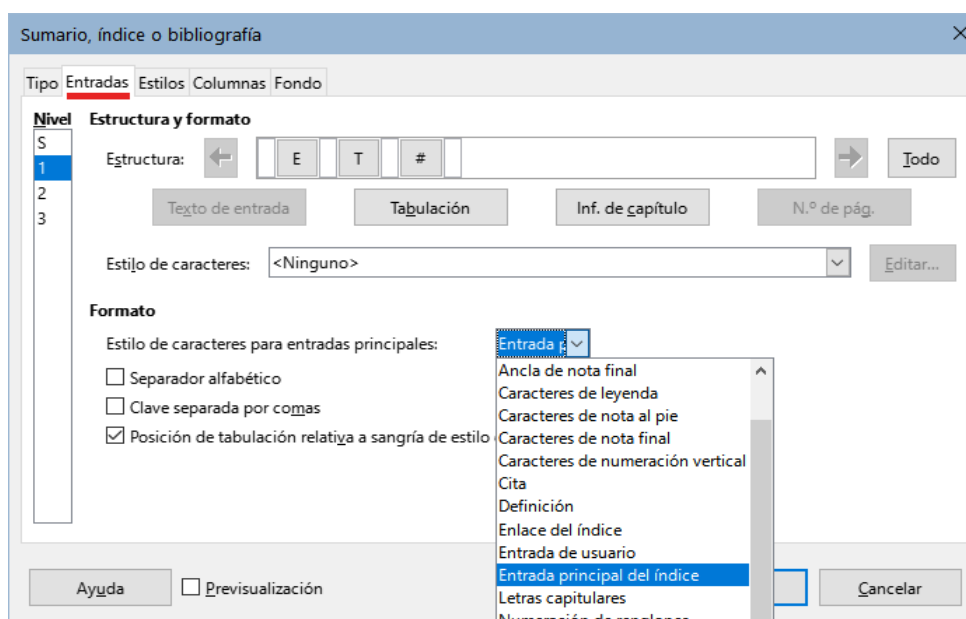 Sumario, índice o bibliografía
Tipo Entradas Estilos Columnas Fondo
Nivel Estructura y formato
S
1
2
3
Estructura: E T # Todo
Texto de entrada Tabulación Inf. de capítulo N.º de pág.
Estilo de caracteres: <Ninguno> Editar...
Formato
Estilo de caracteres para entradas principales: Entrada p
Separador alfabético
Clave separada por comas
Posición de tabulación relativa a sangría de estilo
Ancla de nota final
Caracteres de leyenda
Caracteres de nota al pie
Caracteres de nota final
Caracteres de numeración vertical
Cita
Definición
Enlace del índice
Entrada de usuario
Entrada principal del índice
Letras capitulares
Numeración de renglones
Ayuda Previsualización Cancelar